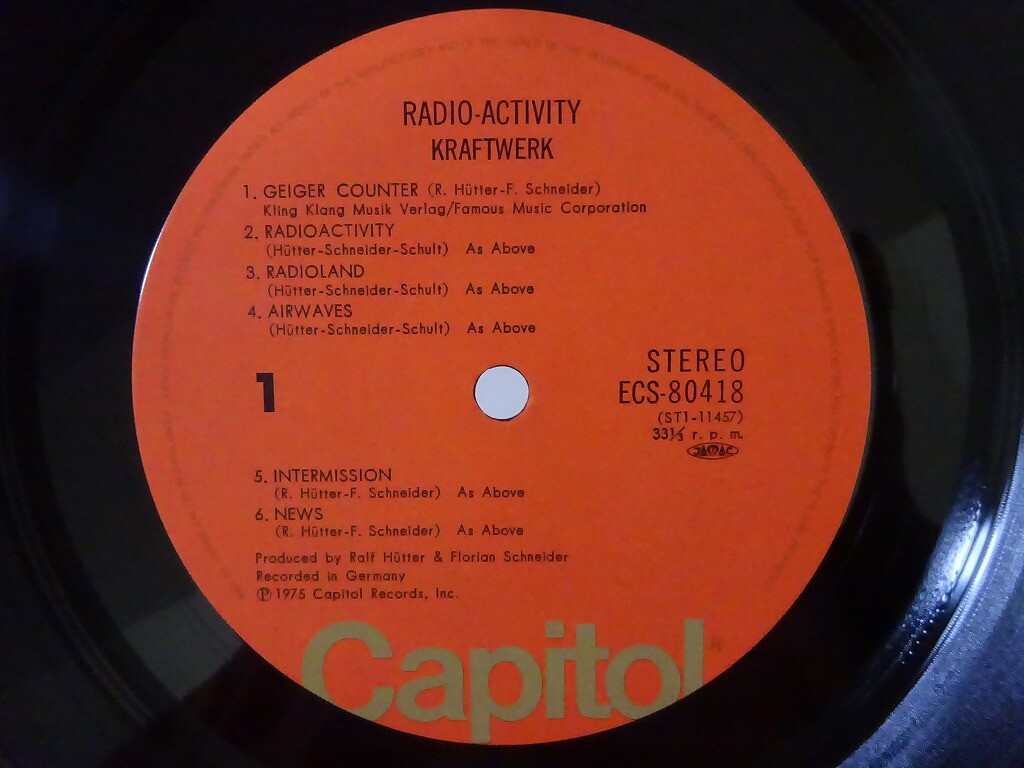 RADIO-ACTIVITY
KRAFTWERK
1. GEIGER COUNTER (R. Hütter-F. Schneider)
Kling Klang Musik Verlag/Famous Music Corporation
2. RADIOACTIVITY
(Hütter-Schneider-Schult) As Above
3. RADIOLAND
(Hütter-Schneider-Schult) As Above
4. AIRWAVES
(Hütter-Schneider-Schult) As Above
1
STEREO
ECS-80418
(ST1-11457)
33⅓ r. p. m.
JASRAC
5. INTERMISSION
(R. Hütter-F. Schneider) As Above
6. NEWS
(R. Hütter-F. Schneider) As Above
Produced by Ralf Hütter & Florian Schneider
Recorded in Germany
℗ 1975 Capitol Records, Inc.
Capitol®